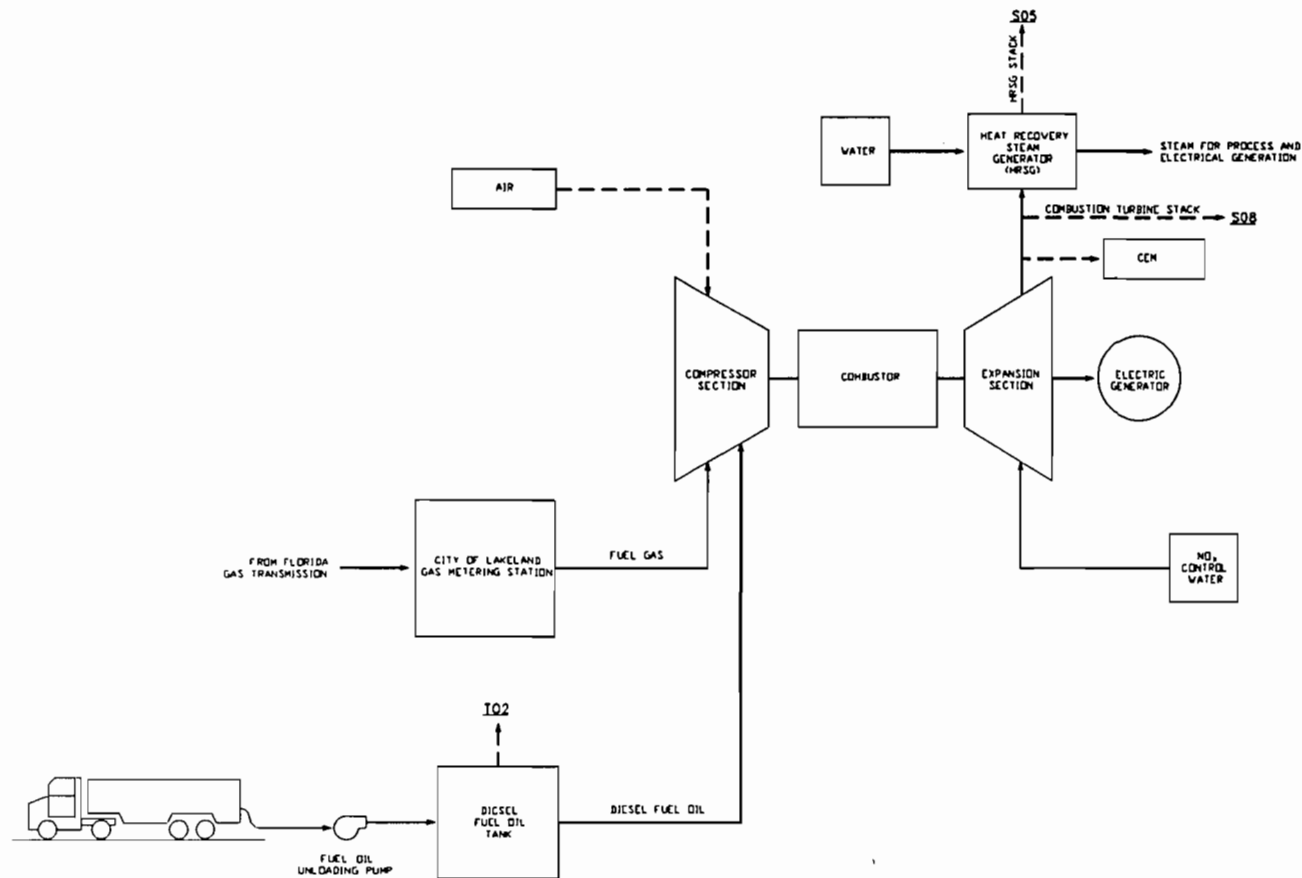 S05
HRSG STACK
HEAT RECOVERY
STEAM
GENERATOR
(HRSG)
WATER
STEAM FOR PROCESS AND
ELECTRICAL GENERATION
AIR
COMBUSTION TURBINE STACK
S08
CEM
COMPRESSOR
SECTION
COMBUSTOR
EXPANSION
SECTION
ELECTRIC
GENERATOR
FROM FLORIDA
GAS TRANSMISSION
CITY OF LAKELAND
GAS METERING STATION
FUEL GAS
NOₓ
CONTROL
WATER
T02
DIESEL
FUEL OIL
TANK
DIESEL FUEL OIL
FUEL OIL
UNLOADING PUMP